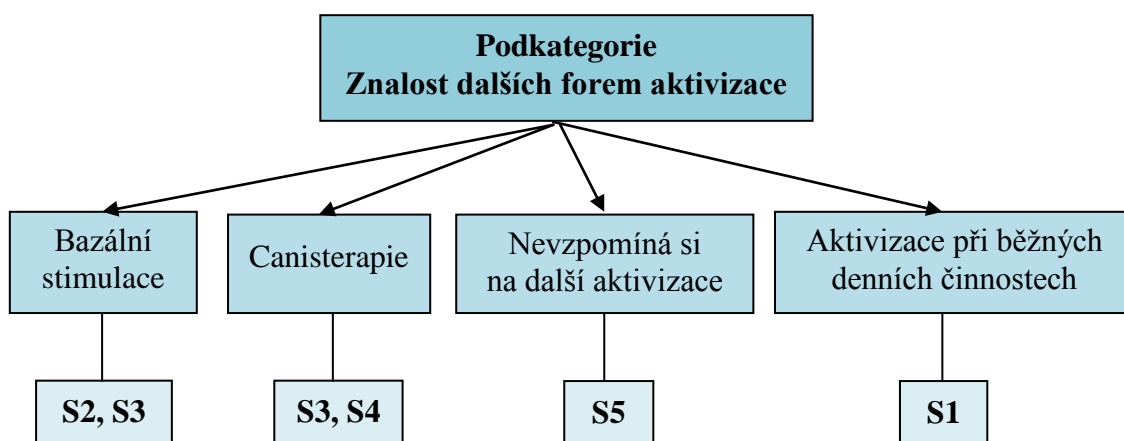 Podkategorie
Znalost dalších forem aktivizace
Bazální
stimulace
Canisterapie
Nevzpomíná si
na další aktivizace
Aktivizace při běžných
denních činnostech
S2, S3
S3, S4
S5
S1